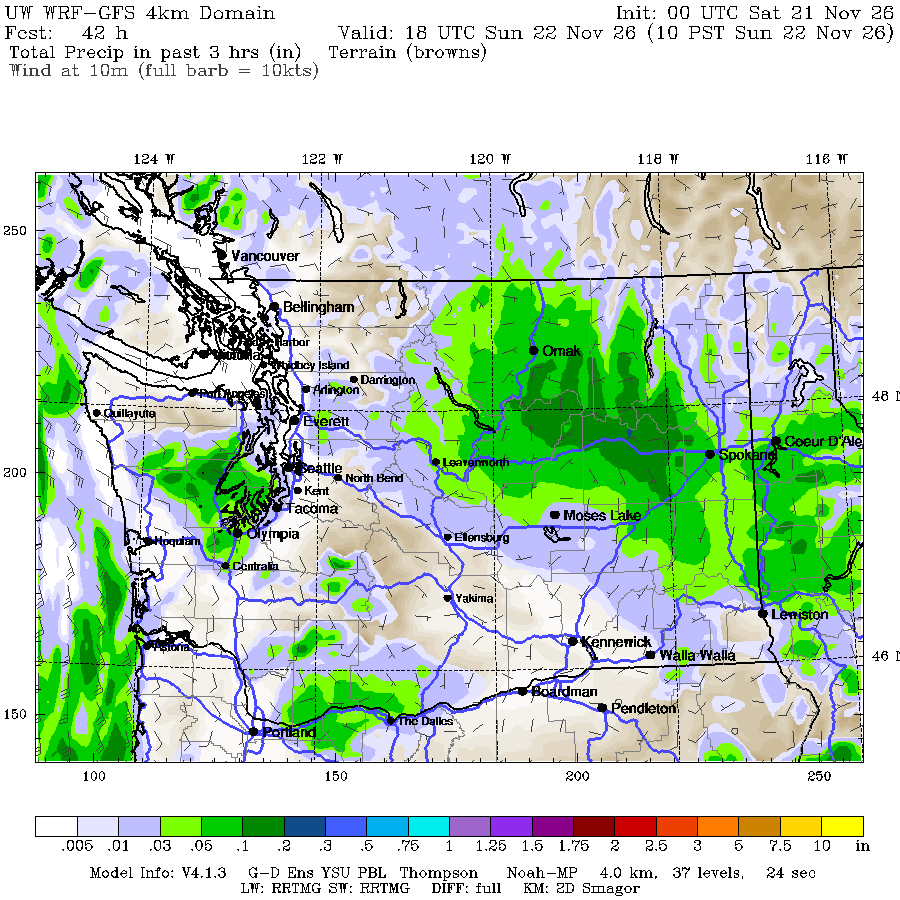 UW WRF-GFS 4km Domain Init: 00 UTC Sat 21 Nov 26
Fcst: 42 h Valid: 18 UTC Sun 22 Nov 26 (10 PST Sun 22 Nov 26)
Total Precip in past 3 hrs (in) Terrain (browns)
Wind at 10m (full barb = 10kts)
124 W 122 W 120 W 118 W 116 W
250
Vancouver
Bellingham
Harbor
Whidbey Island
Omak
Darrington
Arlington
Port Angeles
48 N
Quillayute
Everett
Coeur D'Ale
Spokane
Leavenworth
200
Seattle
North Bend
Kent
Tacoma
Moses Lake
Olympia
Hoquiam
Ellensburg
Centralia
Yakima
Lewiston
Astoria
Kennewick
Walla Walla
46 N
Boardman
Pendleton
150
The Dalles
Portland
100 150 200 250
.005 .01 .03 .05 .1 .2 .3 .5 .75 1 1.25 1.5 1.75 2 2.5 3 5 7.5 10 in
Model Info: V4.1.3 G-D Ens YSU PBL Thompson Noah-MP 4.0 km, 37 levels, 24 sec
LW: RRTMG SW: RRTMG DIFF: full KM: 2D Smagor